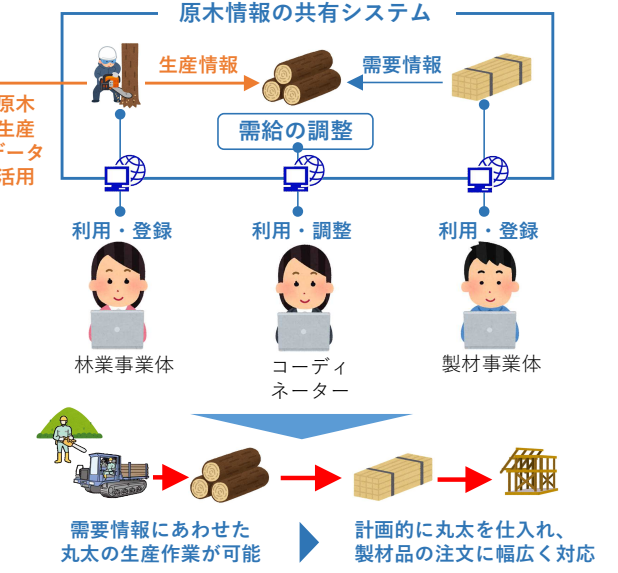 原木情報の共有システム
生産情報
需要情報
原木
生産
データ
活用
需給の調整
利用・登録
利用・調整
利用・登録
林業事業体
コーディ
ネーター
製材事業体
需要情報にあわせた
丸太の生産作業が可能
計画的に丸太を仕入れ、
製材品の注文に幅広く対応